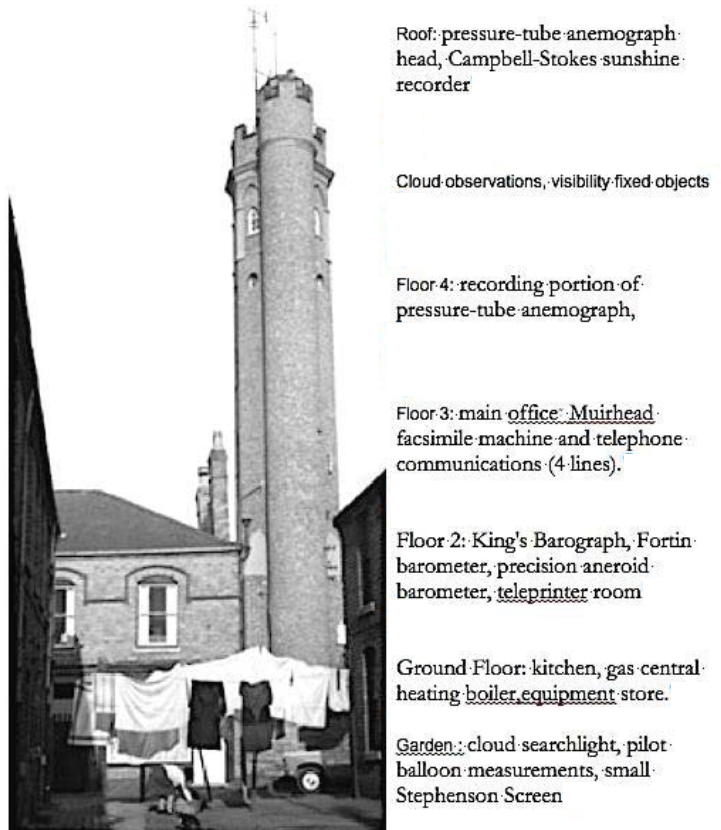 Roof: pressure-tube anemograph
head, Campbell-Stokes sunshine
recorder
Cloud observations, visibility fixed objects
Floor 4: recording portion of
pressure-tube anemograph,
Floor 3: main office Muirhead
facsimile machine and telephone
communications (4 lines).
Floor 2: King's Barograph, Fortin
barometer, precision aneroid
barometer, teleprinter room
Ground Floor: kitchen, gas central
heating boiler,equipment store.
Garden : cloud searchlight, pilot
balloon measurements, small
Stephenson Screen